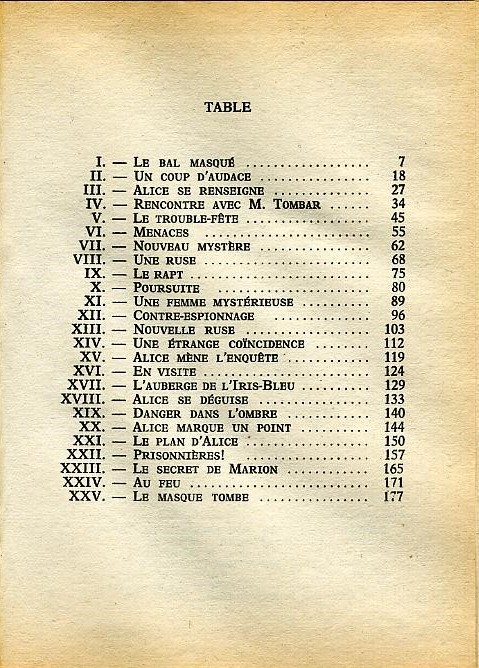 TABLE
I. — Le bal masqué .................. 7
II. — Un coup d'audace ................. 18
III. — Alice se renseigne ............... 27
IV. — Rencontre avec M. Tombar ...... 34
V. — Le trouble-fête .................. 45
VI. — Menaces ........................ 55
VII. — Nouveau mystère ................. 62
VIII. — Une ruse ........................ 68
IX. — Le rapt ......................... 75
X. — Poursuite ....................... 80
XI. — Une femme mystérieuse ........... 89
XII. — Contre-espionnage ............... 96
XIII. — Nouvelle ruse .................. 103
XIV. — Une étrange coïncidence ......... 112
XV. — Alice mène l'enquête ............ 119
XVI. — En visite ....................... 124
XVII. — L'auberge de l'Iris-Bleu ........ 129
XVIII. — Alice se déguise ................ 133
XIX. — Danger dans l'ombre ............. 140
XX. — Alice marque un point ........... 144
XXI. — Le plan d'Alice ................. 150
XXII. — Prisonnières! ................... 157
XXIII. — Le secret de Marion ............. 165
XXIV. — Au feu .......................... 171
XXV. — Le masque tombe ................ 177